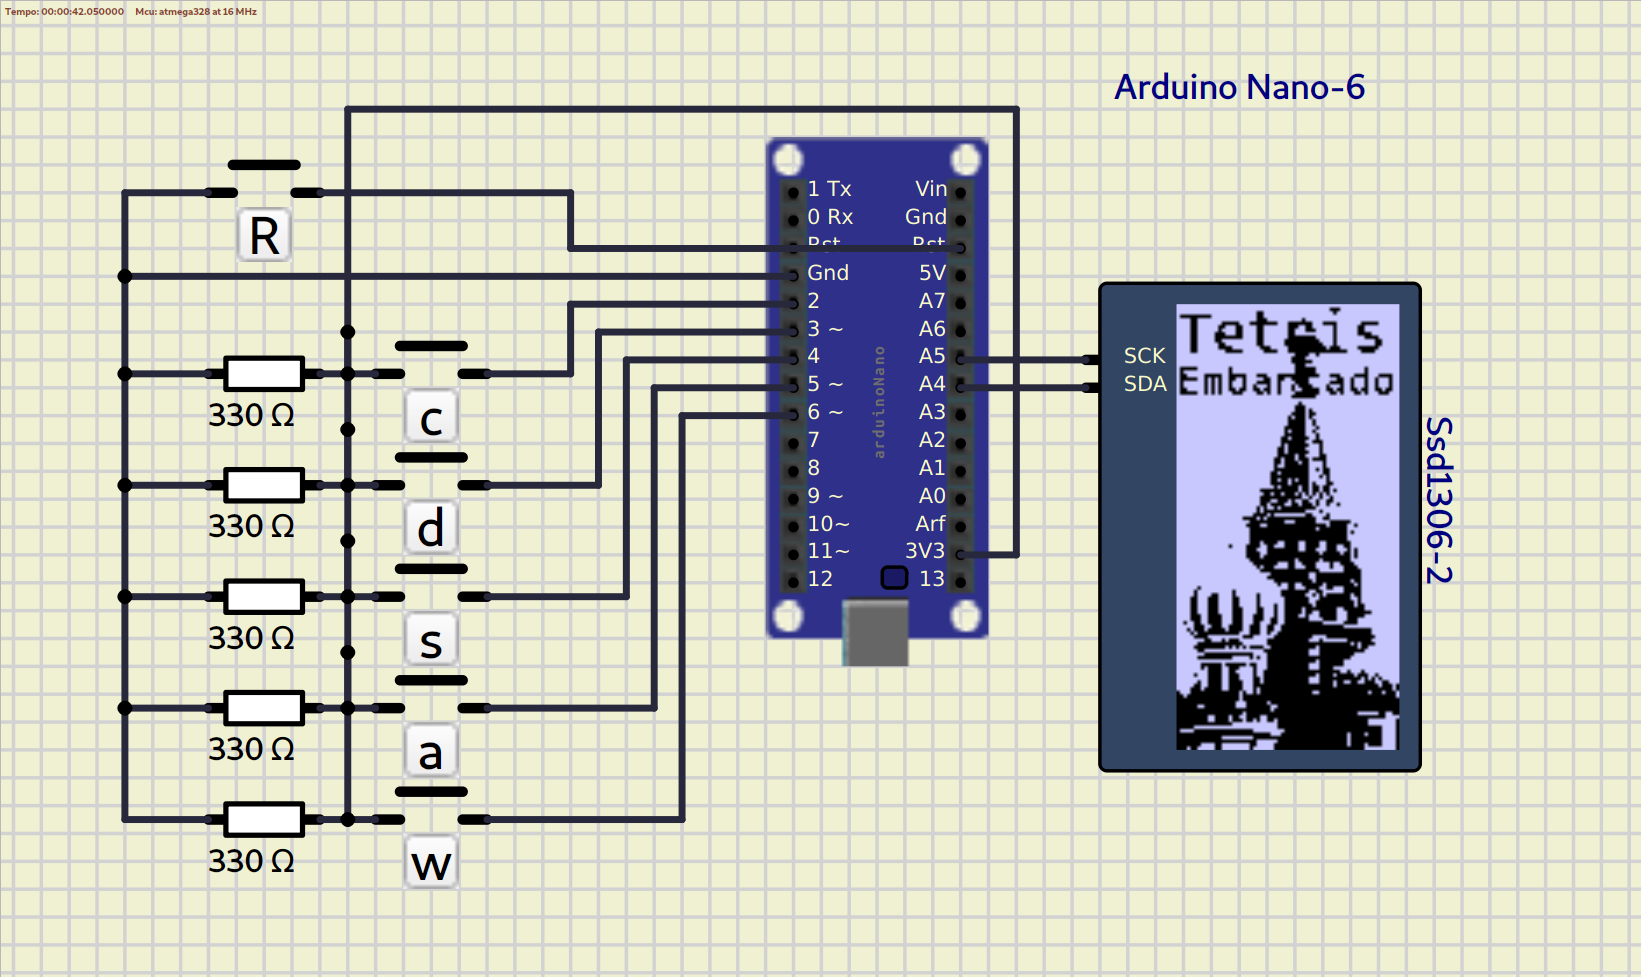 Tempo: 00:00:42.050000 Mcu: atmega328 at 16 MHz
Arduino Nano-6
R
1 Tx Vin
0 Rx Gnd
Rst Rst
Gnd 5V
2 A7
3 ~ A6
4 A5
5 ~ A4
6 ~ A3
7 A2
8 A1
9 ~ A0
10~ Arf
11~ 3V3
12 13
arduinoNano
SCK
SDA
Tetris
Embarcado
Ssd1306-2
330 Ω
c
330 Ω
d
330 Ω
s
330 Ω
a
330 Ω
w